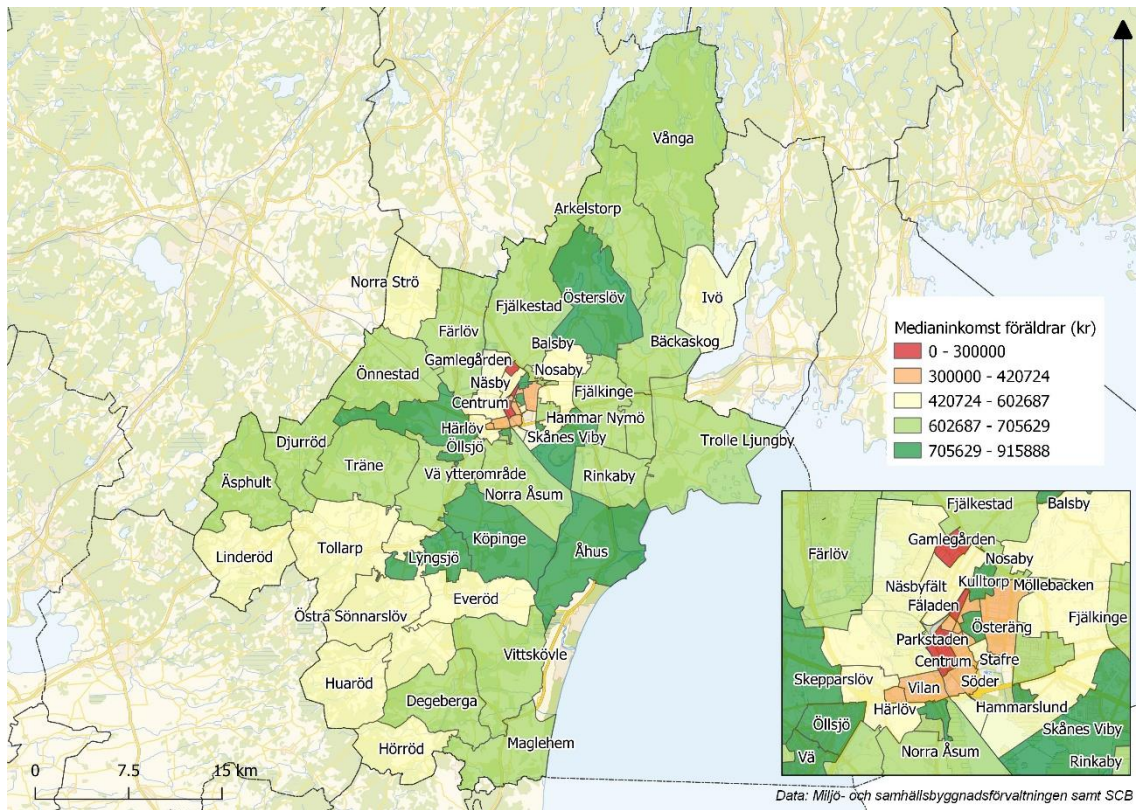 Vånga
Arkelstorp
Norra Strö
Fjälkestad
Österslöv
Ivö
Färlöv
Balsby
Bäckaskog
Gamlegården
Nosaby
Önnestad
Näsby
Fjälkinge
Centrum
Hammar Nymö
Härlöv
Skånes Viby
Trolle Ljungby
Djurröd
Öllsjö
Träne
Vä ytterområde
Rinkaby
Äsphult
Norra Åsum
Köpinge
Åhus
Linderöd
Tollarp
Lyngsjö
Everöd
Östra Sönnarslöv
Vittskövle
Huaröd
Degeberga
Hörröd
Maglehem
0 7.5 15 km
Medianinkomst föräldrar (kr)
0 - 300000
300000 - 420724
420724 - 602687
602687 - 705629
705629 - 915888
Fjälkestad
Balsby
Gamlegården
Färlöv
Nosaby
Näsbyfält
Kulltorp
Möllebacken
Fäladen
Fjälkinge
Parkstaden
Österäng
Centrum
Stafre
Skepparslöv
Vilan
Söder
Härlöv
Hammarslund
Öllsjö
Skånes Viby
Vä
Norra Åsum
Rinkaby
Data: Miljö- och samhällsbyggnadsförvaltningen samt SCB